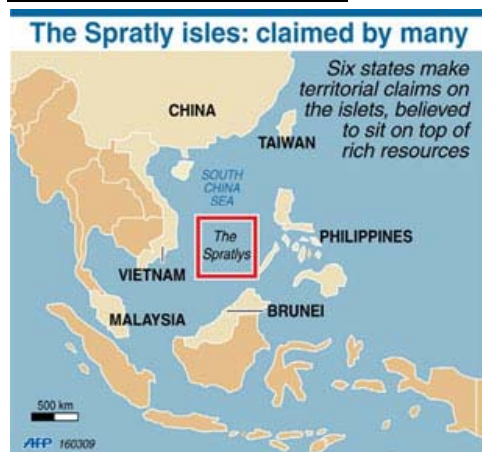 The Spratly isles: claimed by many
Six states make
territorial claims on
the islets, believed
to sit on top of
rich resources
CHINA
TAIWAN
SOUTH
CHINA
SEA
The
Spratlys
PHILIPPINES
VIETNAM
MALAYSIA
BRUNEI
500 km
AFP 160309